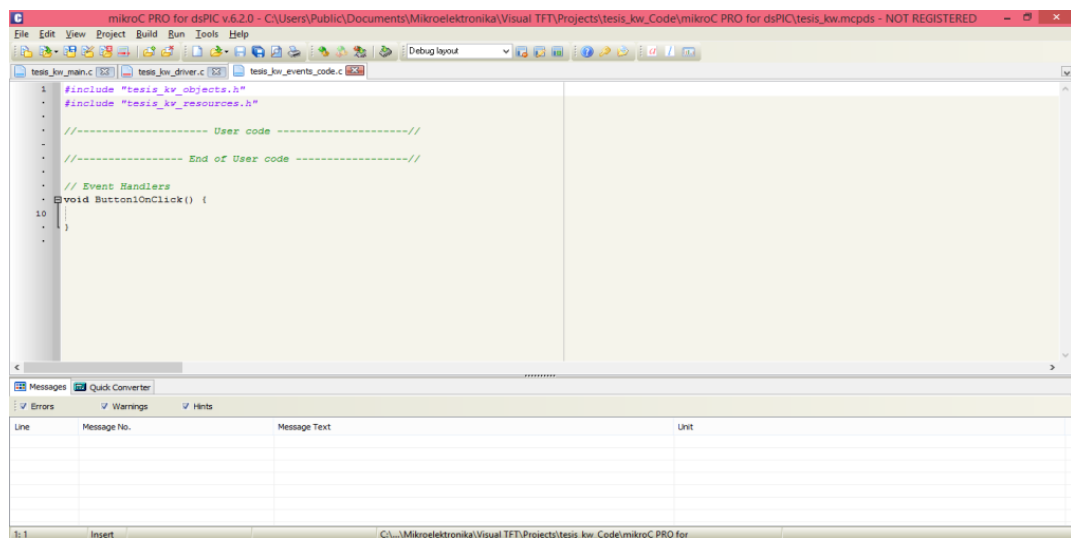 mikroC PRO for dsPIC v.6.2.0 - C:\Users\Public\Documents\Mikroelektronika\Visual TFT\Projects\tesis_kw_Code\mikroC PRO for dsPIC\tesis_kw.mcpds - NOT REGISTERED
File Edit View Project Build Run Tools Help
Debug layout
tesis_kw_main.c tesis_kw_driver.c tesis_kw_events_code.c
1 #include "tesis_kw_objects.h"
#include "tesis_kw_resources.h"
//--------------------- User code ---------------------//
//----------------- End of User code ------------------//
// Event Handlers
void Button1OnClick() {
10
}
Messages Quick Converter
Errors Warnings Hints
Line Message No. Message Text Unit
1: 1 Insert C:\...\Mikroelektronika\Visual TFT\Projects\tesis_kw_Code\mikroC PRO for